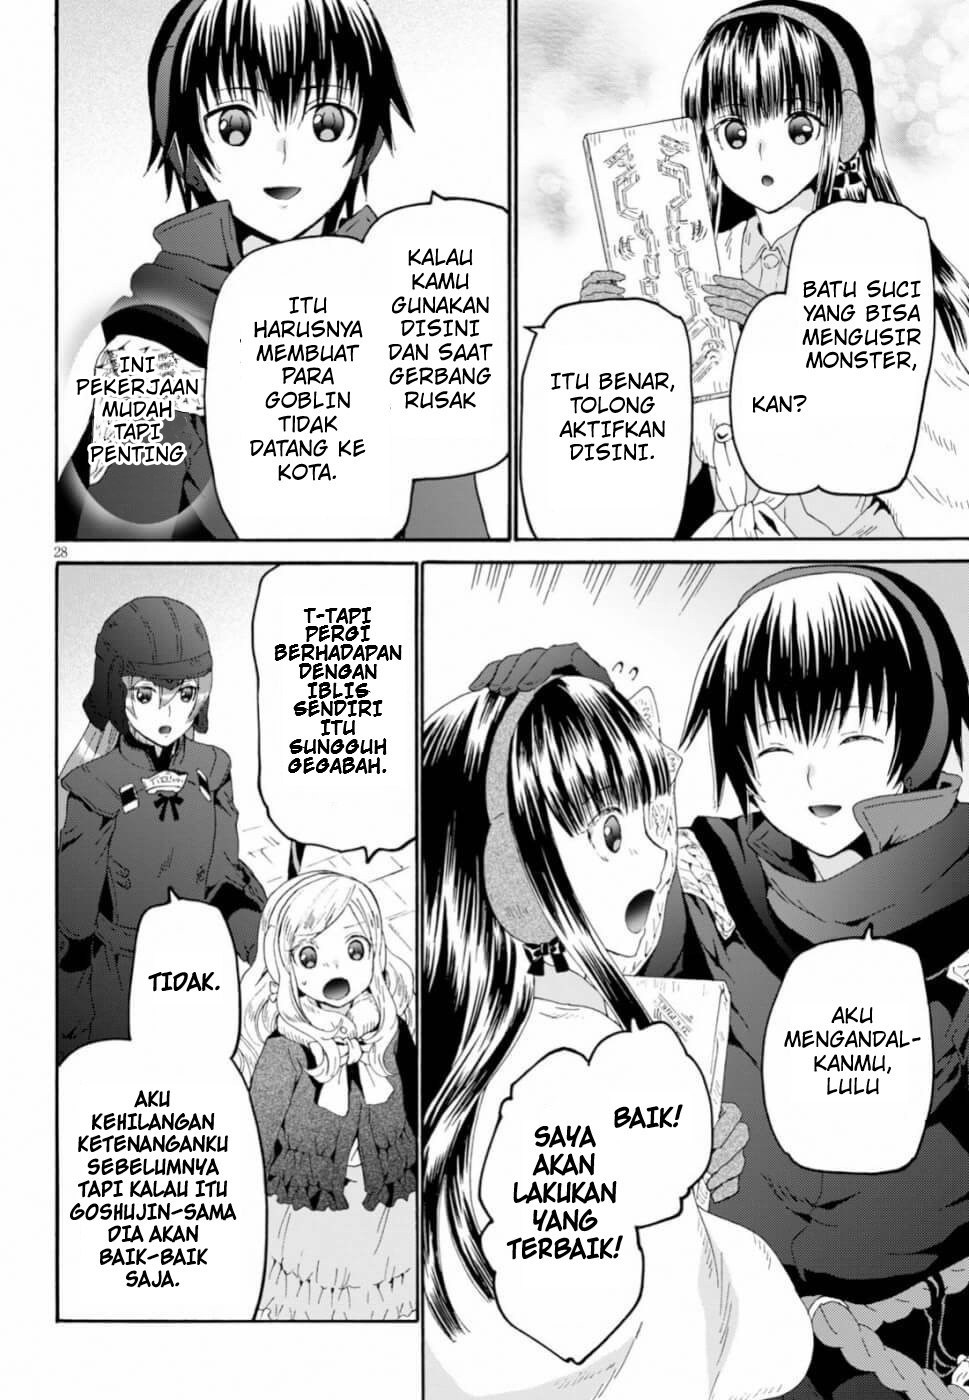 BATU SUCI
YANG BISA
MENGUSIR
MONSTER,
KAN?
ITU BENAR,
TOLONG
AKTIFKAN
DISINI.
KALAU
KAMU
GUNAKAN
DISINI
DAN SAAT
GERBANG
RUSAK
ITU
HARUSNYA
MEMBUAT
PARA
GOBLIN
TIDAK
DATANG KE
KOTA.
INI
PEKERJAAN
MUDAH
TAPI
PENTING
28
AKU
MENGANDAL-
KANMU,
LULU
BAIK!
SAYA
AKAN
LAKUKAN
YANG
TERBAIK!
T-TAPI
PERGI
BERHADAPAN
DENGAN
IBLIS
SENDIRI
ITU
SUNGGUH
GEGABAH.
TIDAK.
AKU
KEHILANGAN
KETENANGANKU
SEBELUMNYA
TAPI KALAU ITU
GOSHUJIN-SAMA
DIA AKAN
BAIK-BAIK
SAJA.